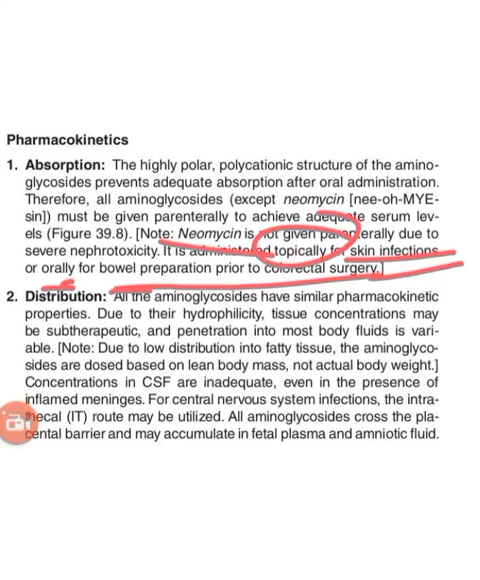 Pharmacokinetics
1. Absorption: The highly polar, polycationic structure of the amino-
glycosides prevents adequate absorption after oral administration.
Therefore, all aminoglycosides (except neomycin [nee-oh-MYE-
sin]) must be given parenterally to achieve adequate serum lev-
els (Figure 39.8). [Note: Neomycin is not given parenterally due to
severe nephrotoxicity. It is administered topically for skin infections
or orally for bowel preparation prior to colorectal surgery.]
2. Distribution: All the aminoglycosides have similar pharmacokinetic
properties. Due to their hydrophilicity, tissue concentrations may
be subtherapeutic, and penetration into most body fluids is vari-
able. [Note: Due to low distribution into fatty tissue, the aminoglyco-
sides are dosed based on lean body mass, not actual body weight.]
Concentrations in CSF are inadequate, even in the presence of
inflamed meninges. For central nervous system infections, the intra-
thecal (IT) route may be utilized. All aminoglycosides cross the pla-
cental barrier and may accumulate in fetal plasma and amniotic fluid.